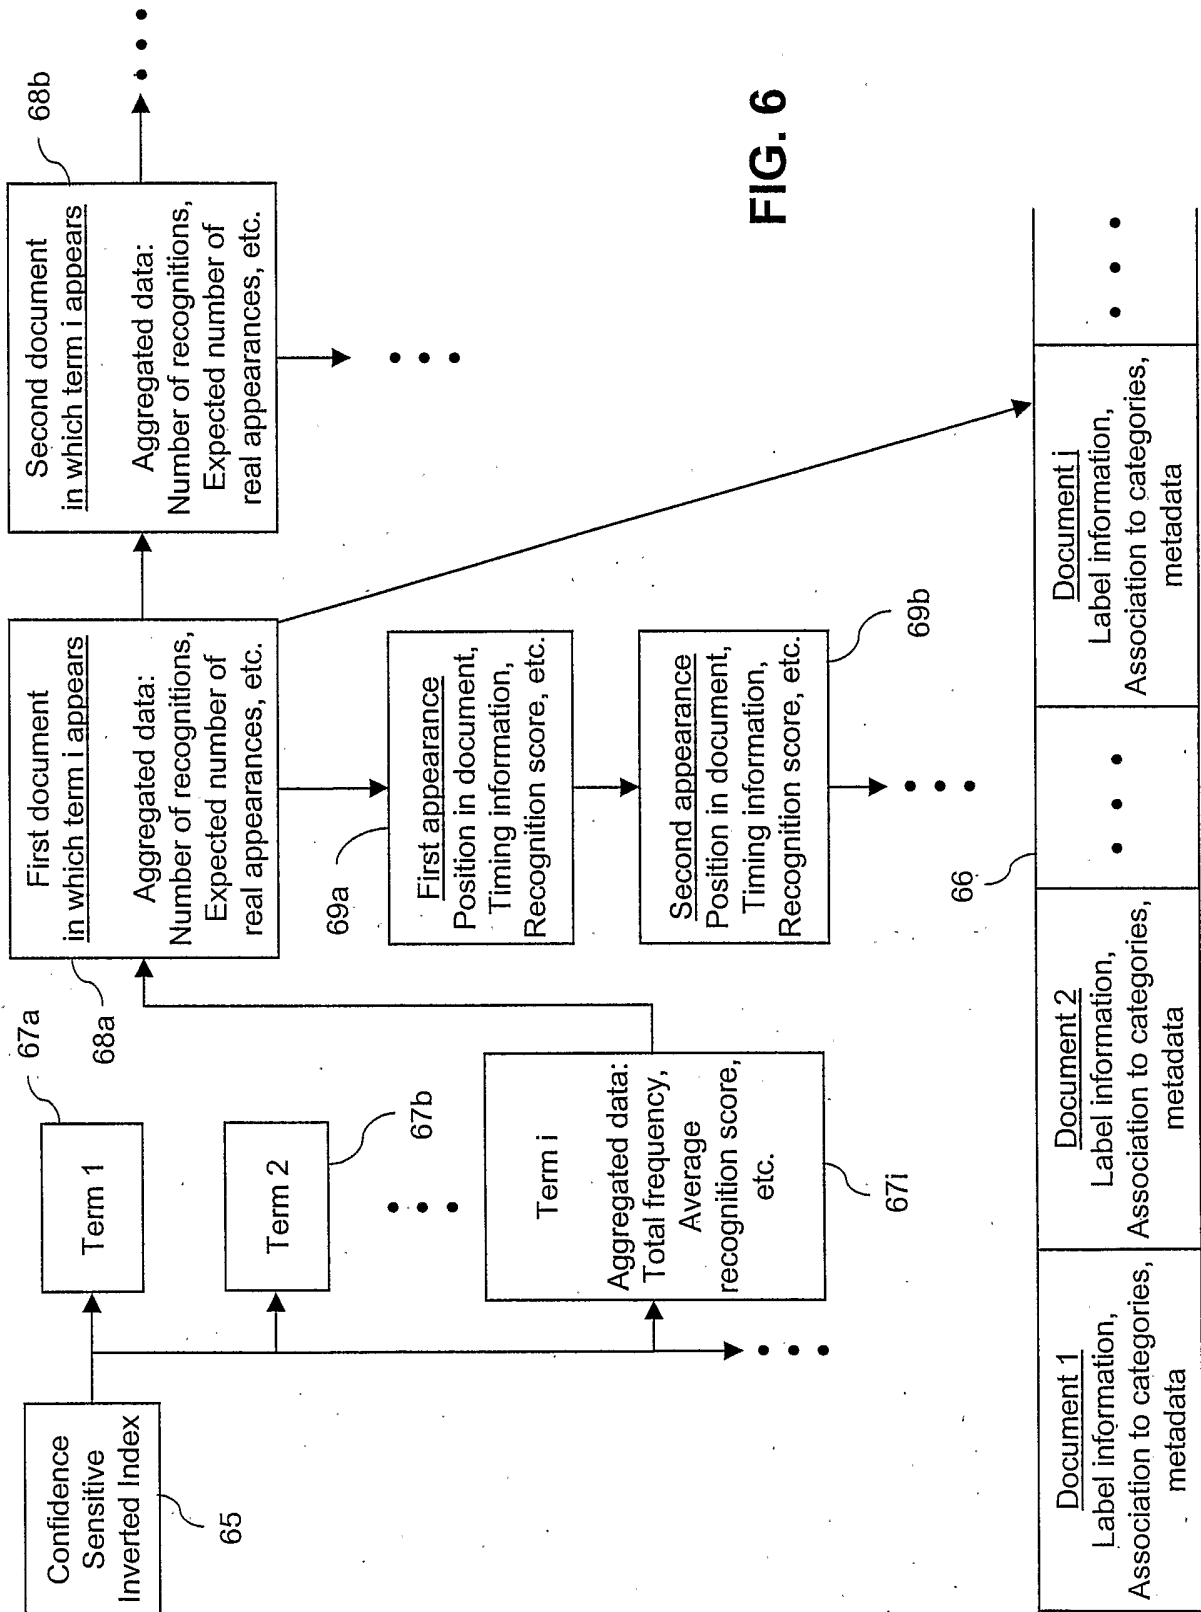 Confidence
Sensitive
Inverted Index
65
Term 1
67a
Term 2
67b
Term i
Aggregated data:
Total frequency,
Average
recognition score,
etc.
67i
First document
in which term i appears
Aggregated data:
Number of recognitions,
Expected number of
real appearances, etc.
68a
First appearance
Position in document,
Timing information,
Recognition score, etc.
69a
Second appearance
Position in document,
Timing information,
Recognition score, etc.
69b
Second document
in which term i appears
Aggregated data:
Number of recognitions,
Expected number of
real appearances, etc.
68b
66
Document 1
Label information,
Association to categories,
metadata
Document 2
Label information,
Association to categories,
metadata
Document j
Label information,
Association to categories,
metadata
FIG. 6